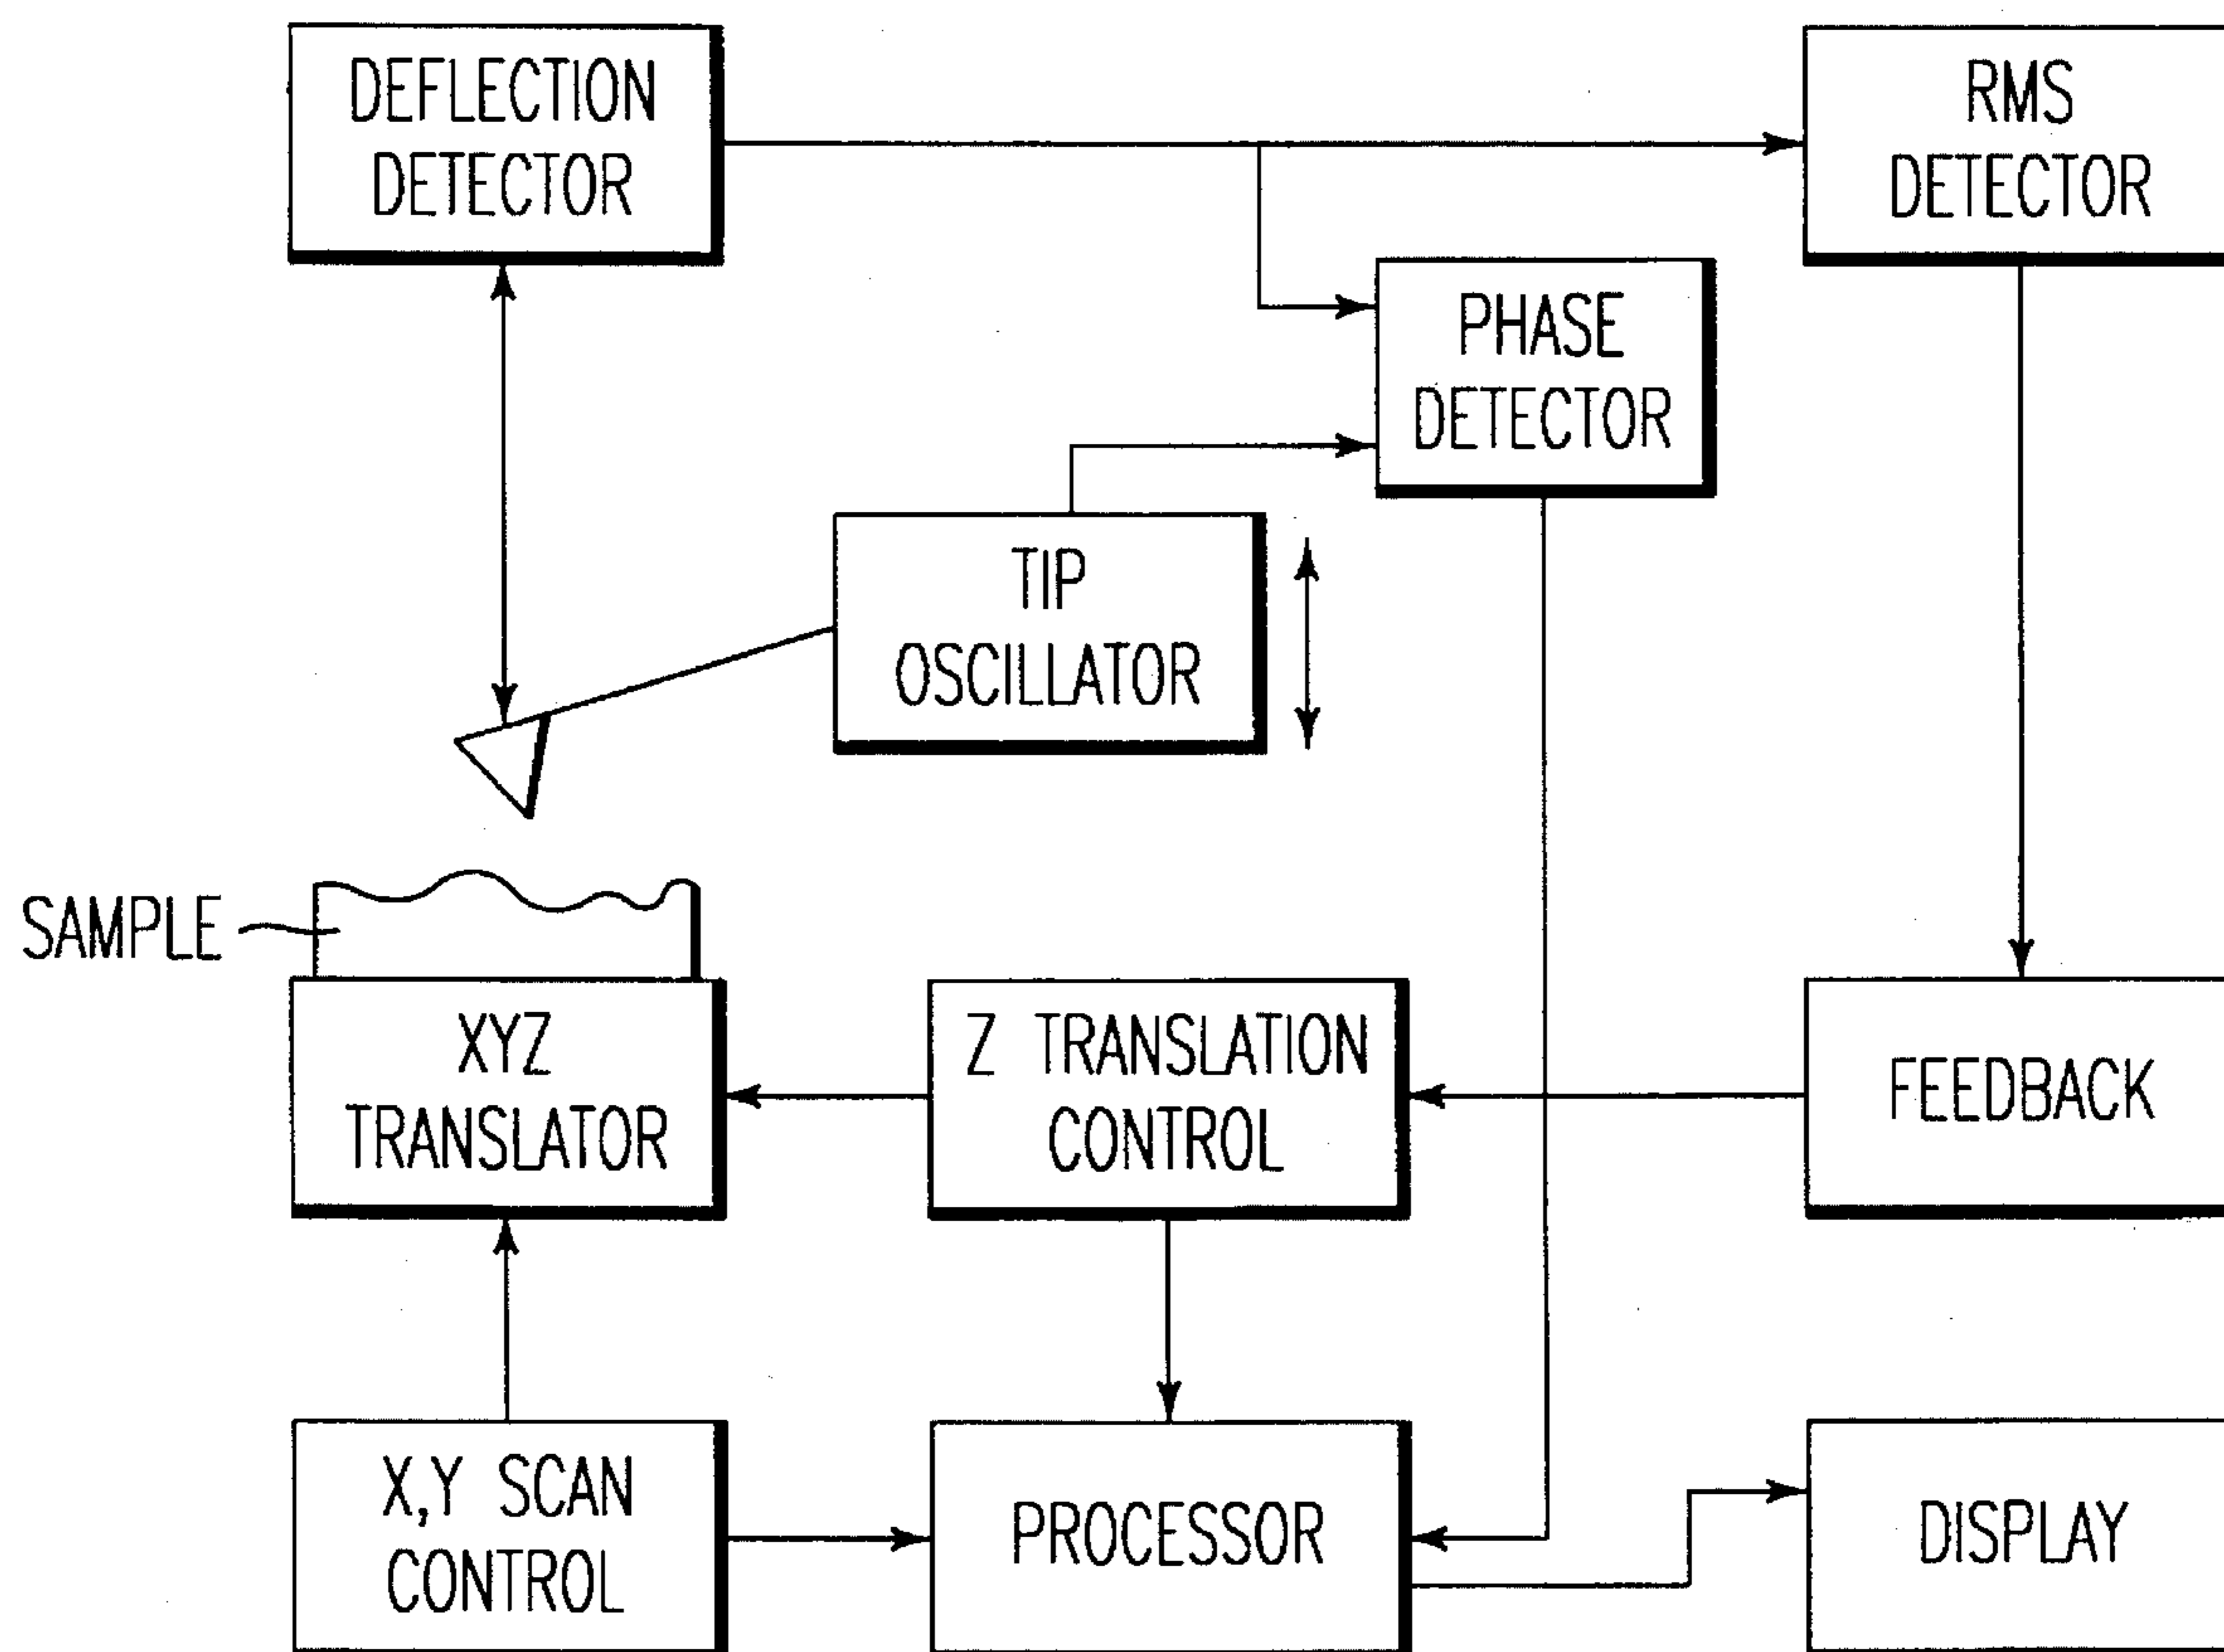 DEFLECTION
DETECTOR
RMS
DETECTOR
PHASE
DETECTOR
TIP
OSCILLATOR
SAMPLE
XYZ
TRANSLATOR
Z TRANSLATION
CONTROL
FEEDBACK
X,Y SCAN
CONTROL
PROCESSOR
DISPLAY